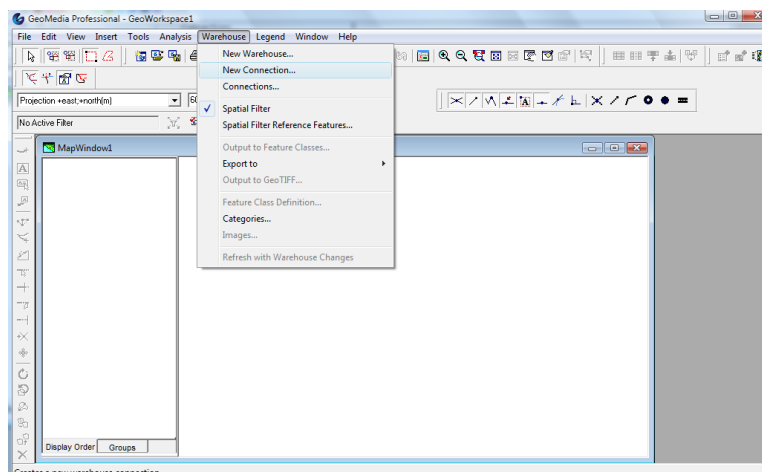 GeoMedia Professional - GeoWorkspace1
File Edit View Insert Tools Analysis Warehouse Legend Window Help
New Warehouse...
New Connection...
Connections...
Projection +east;+north(m)
Spatial Filter
No Active Filter
Spatial Filter Reference Features...
MapWindow1
Output to Feature Classes...
Export to
Output to GeoTIFF...
Feature Class Definition...
Categories...
Images...
Refresh with Warehouse Changes
Display Order Groups